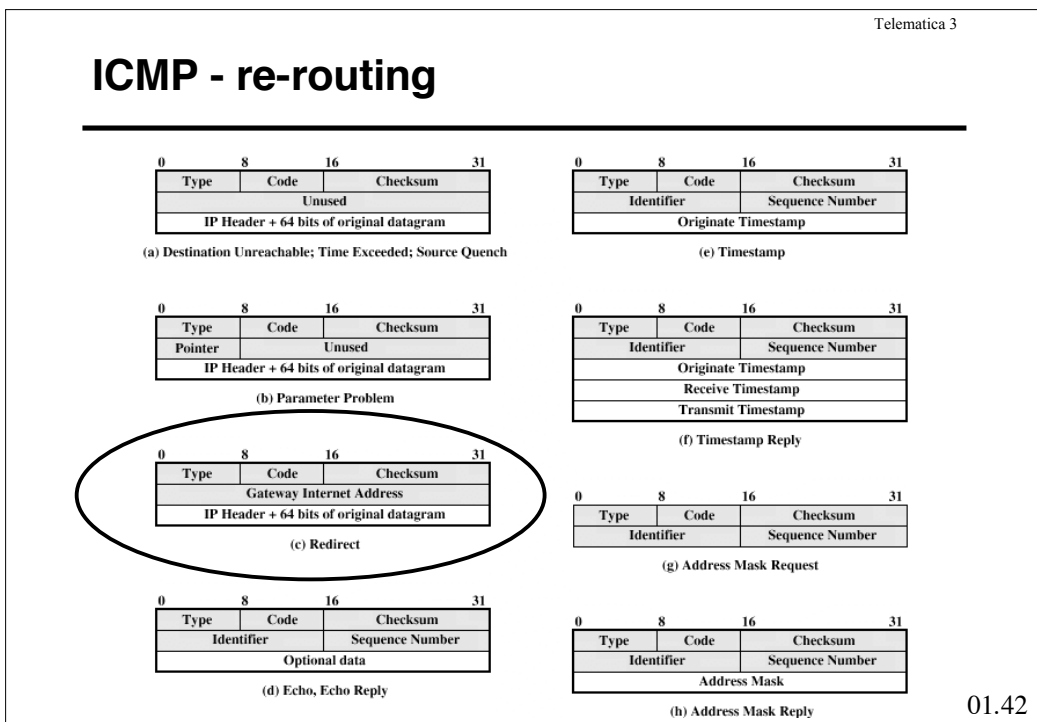 Telematica 3
ICMP - re-routing
0 8 16 31
Type Code Checksum
Unused
IP Header + 64 bits of original datagram
(a) Destination Unreachable; Time Exceeded; Source Quench
0 8 16 31
Type Code Checksum
Pointer Unused
IP Header + 64 bits of original datagram
(b) Parameter Problem
0 8 16 31
Type Code Checksum
Gateway Internet Address
IP Header + 64 bits of original datagram
(c) Redirect
0 8 16 31
Type Code Checksum
Identifier Sequence Number
Optional data
(d) Echo, Echo Reply
0 8 16 31
Type Code Checksum
Identifier Sequence Number
Originate Timestamp
(e) Timestamp
0 8 16 31
Type Code Checksum
Identifier Sequence Number
Originate Timestamp
Receive Timestamp
Transmit Timestamp
(f) Timestamp Reply
0 8 16 31
Type Code Checksum
Identifier Sequence Number
(g) Address Mask Request
0 8 16 31
Type Code Checksum
Identifier Sequence Number
Address Mask
(h) Address Mask Reply
01.42